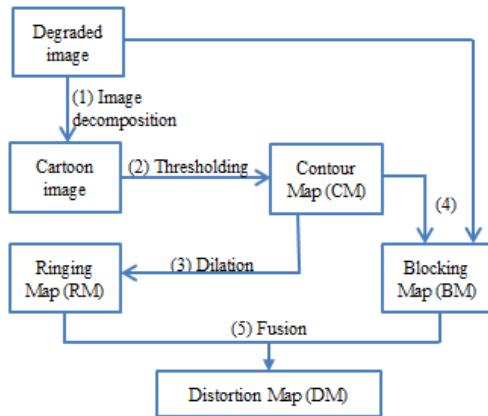 Degraded
image
(1) Image
decomposition
Cartoon
image
(2) Thresholding
Contour
Map (CM)
(4)
Ringing
Map (RM)
(3) Dilation
Blocking
Map (BM)
(5) Fusion
Distortion Map (DM)